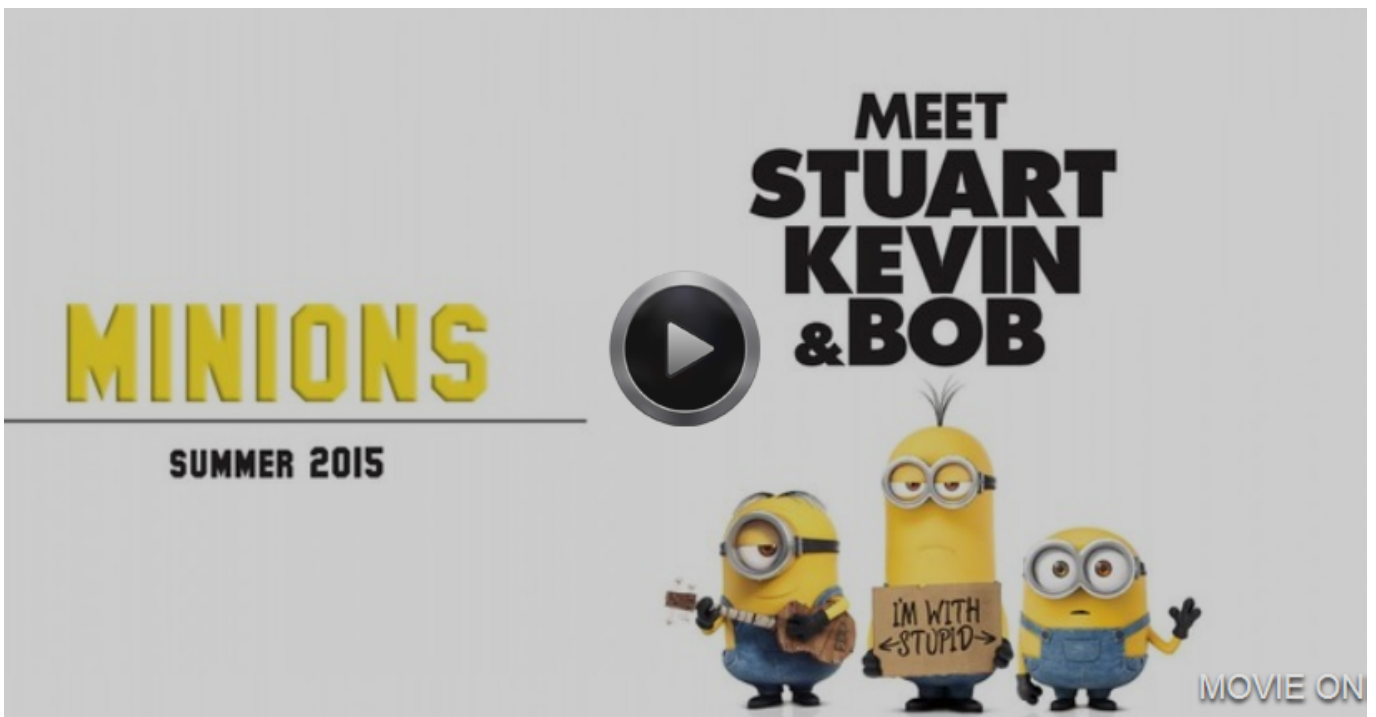 MINIONS
SUMMER 2015
MEET
STUART
KEVIN
&BOB
I'M WITH
←STUPID→
MOVIE ON